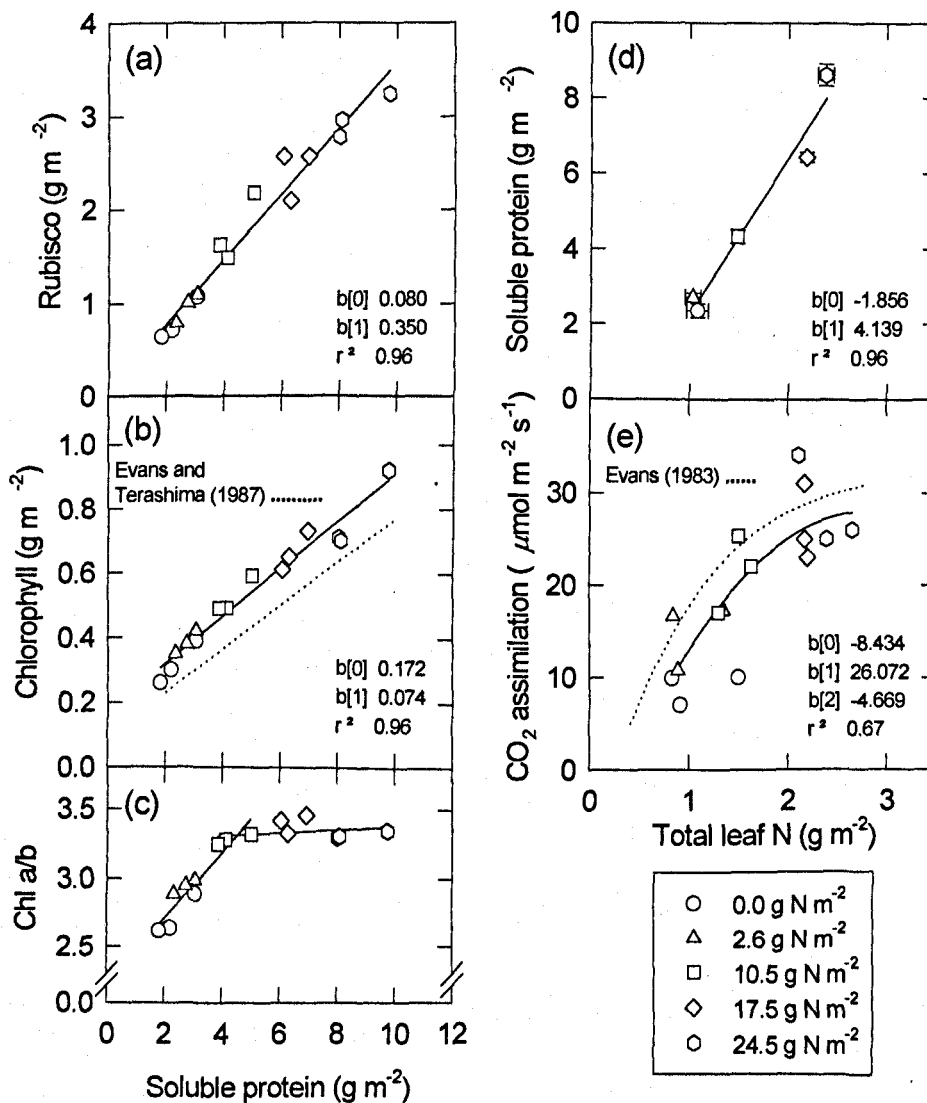 (a)
Rubisco (g m⁻²)
4
3
2
1
0
b[0] 0.080
b[1] 0.350
r² 0.96
(b)
Chlorophyll (g m⁻²)
1.0
0.8
0.6
0.4
0.2
0.0
Evans and
Terashima (1987) ..........
b[0] 0.172
b[1] 0.074
r² 0.96
(c)
Chl a/b
3.5
3.0
2.5
0.0
0 2 4 6 8 10 12
Soluble protein (g m⁻²)
(d)
Soluble protein (g m⁻²)
10
8
6
4
2
0
b[0] -1.856
b[1] 4.139
r² 0.96
(e)
CO₂ assimilation ( μmol m⁻² s⁻¹)
30
20
10
0
Evans (1983) ......
b[0] -8.434
b[1] 26.072
b[2] -4.669
r² 0.67
0 1 2 3
Total leaf N (g m⁻²)
0.0 g N m⁻²
2.6 g N m⁻²
10.5 g N m⁻²
17.5 g N m⁻²
24.5 g N m⁻²